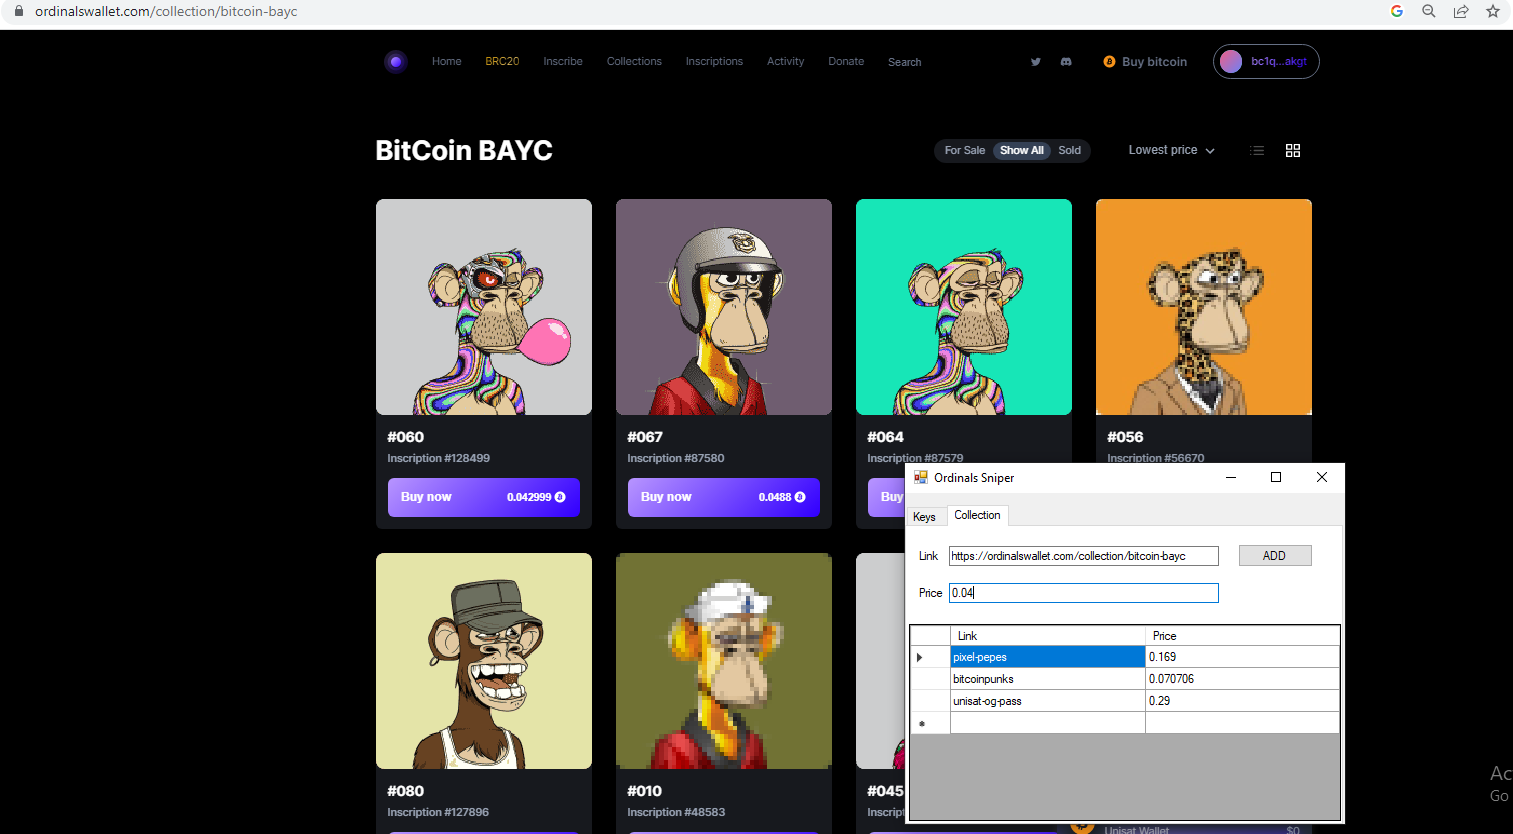 ordinalswallet.com/collection/bitcoin-bayc
Home BRC20 Inscribe Collections Inscriptions Activity Donate Search Buy bitcoin bc1q...akgt
BitCoin BAYC
For Sale Show All Sold Lowest price
#060 #067 #064 #056
Inscription #128499 Inscription #87580 Inscription #87579 Inscription #56670
Buy now 0.042999 Buy now 0.0488 Buy
Ordinals Sniper
Keys Collection
Link https://ordinalswallet.com/collection/bitcoin-bayc ADD
Price 0.04
Link Price
pixel-pepes 0.169
bitcoinpunks 0.070706
unisat-og-pass 0.29
#080 #010 #045
Inscription #127896 Inscription #48583 Inscript
Ac
Go
Unisat Wallet $0